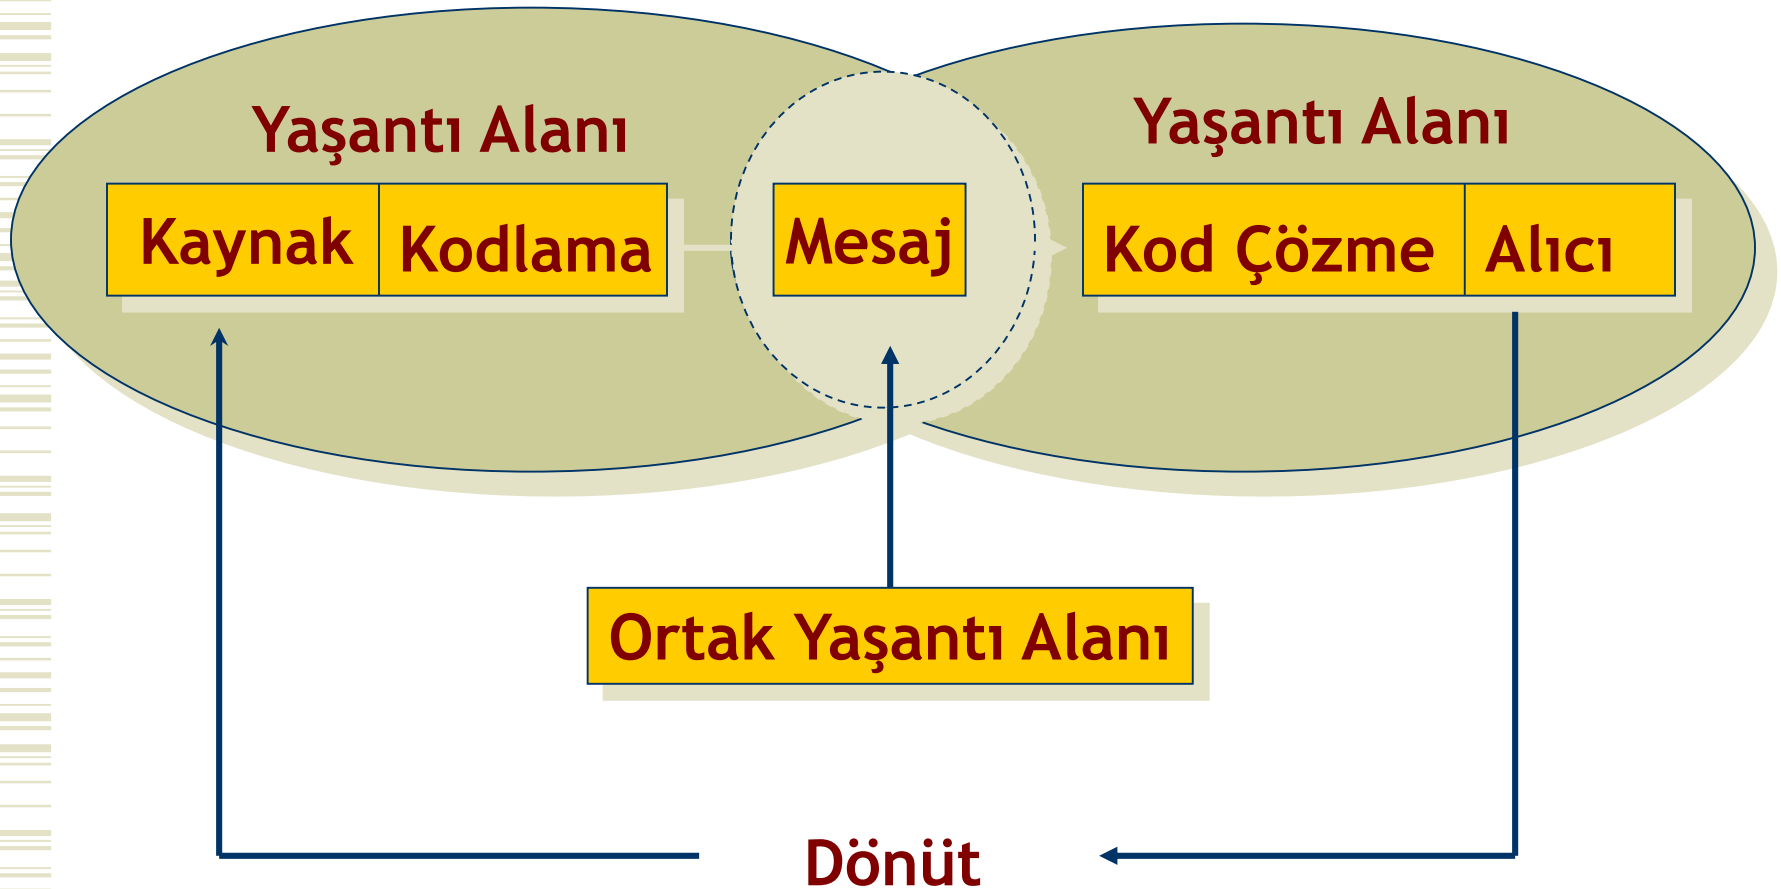 Yaşantı Alanı
Yaşantı Alanı
Kaynak
Kodlama
Mesaj
Kod Çözme
Alıcı
Ortak Yaşantı Alanı
Dönüt